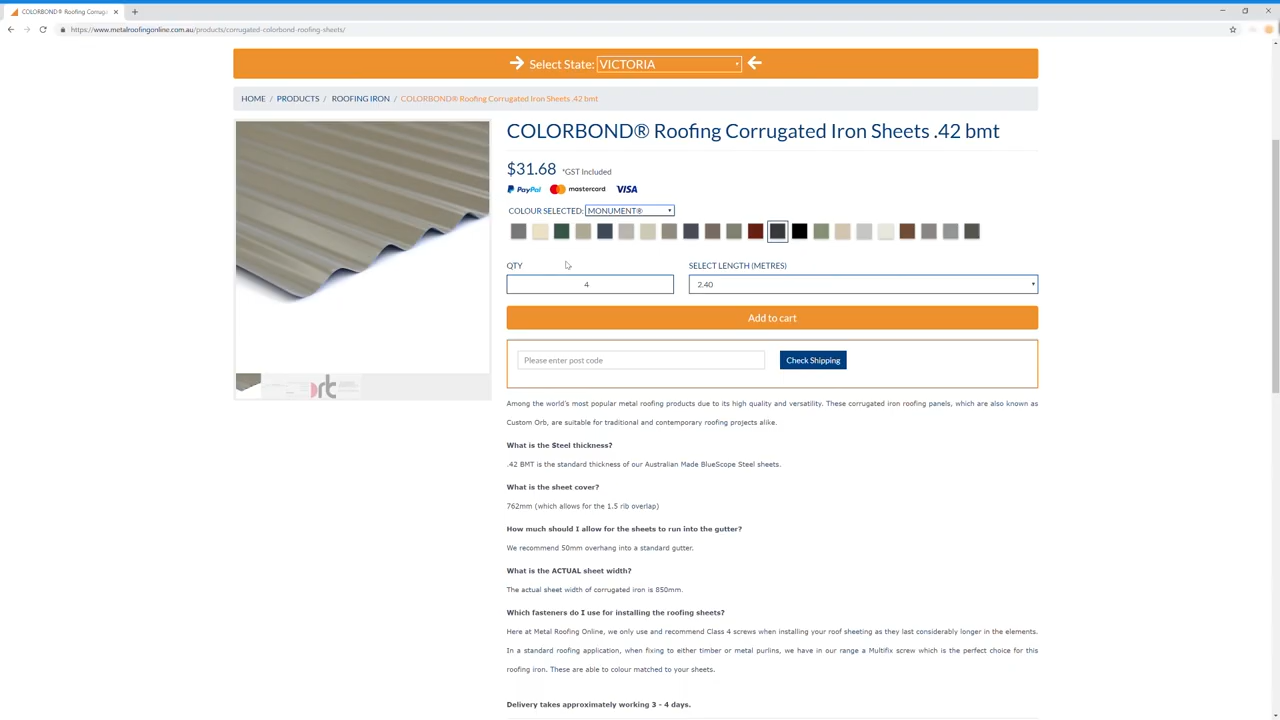 COLORBOND® Roofing Corrug
https://www.metalroofingonline.com.au/products/corrugated-colorbond-roofing-sheets/
Select State: VICTORIA
HOME / PRODUCTS / ROOFING IRON / COLORBOND® Roofing Corrugated Iron Sheets .42 bmt
COLORBOND® Roofing Corrugated Iron Sheets .42 bmt
$31.68 *GST Included
PayPal mastercard VISA
COLOUR SELECTED: MONUMENT®
QTY
SELECT LENGTH (METRES)
4
2.40
Add to cart
Please enter post code
Check Shipping
Among the world's most popular metal roofing products due to its high quality and versatility. These corrugated iron roofing panels, which are also known as
Custom Orb, are suitable for traditional and contemporary roofing projects alike.
What is the Steel thickness?
.42 BMT is the standard thickness of our Australian Made BlueScope Steel sheets.
What is the sheet cover?
762mm (which allows for the 1.5 rib overlap)
How much should I allow for the sheets to run into the gutter?
We recommend 50mm overhang into a standard gutter.
What is the ACTUAL sheet width?
The actual sheet width of corrugated iron is 850mm.
Which fasteners do I use for installing the roofing sheets?
Here at Metal Roofing Online, we only use and recommend Class 4 screws when installing your roof sheeting as they last considerably longer in the elements.
In a standard roofing application, when fixing to either timber or metal purlins, we have in our range a Multifix screw which is the perfect choice for this
roofing iron. These are able to colour matched to your sheets.
Delivery takes approximately working 3 - 4 days.